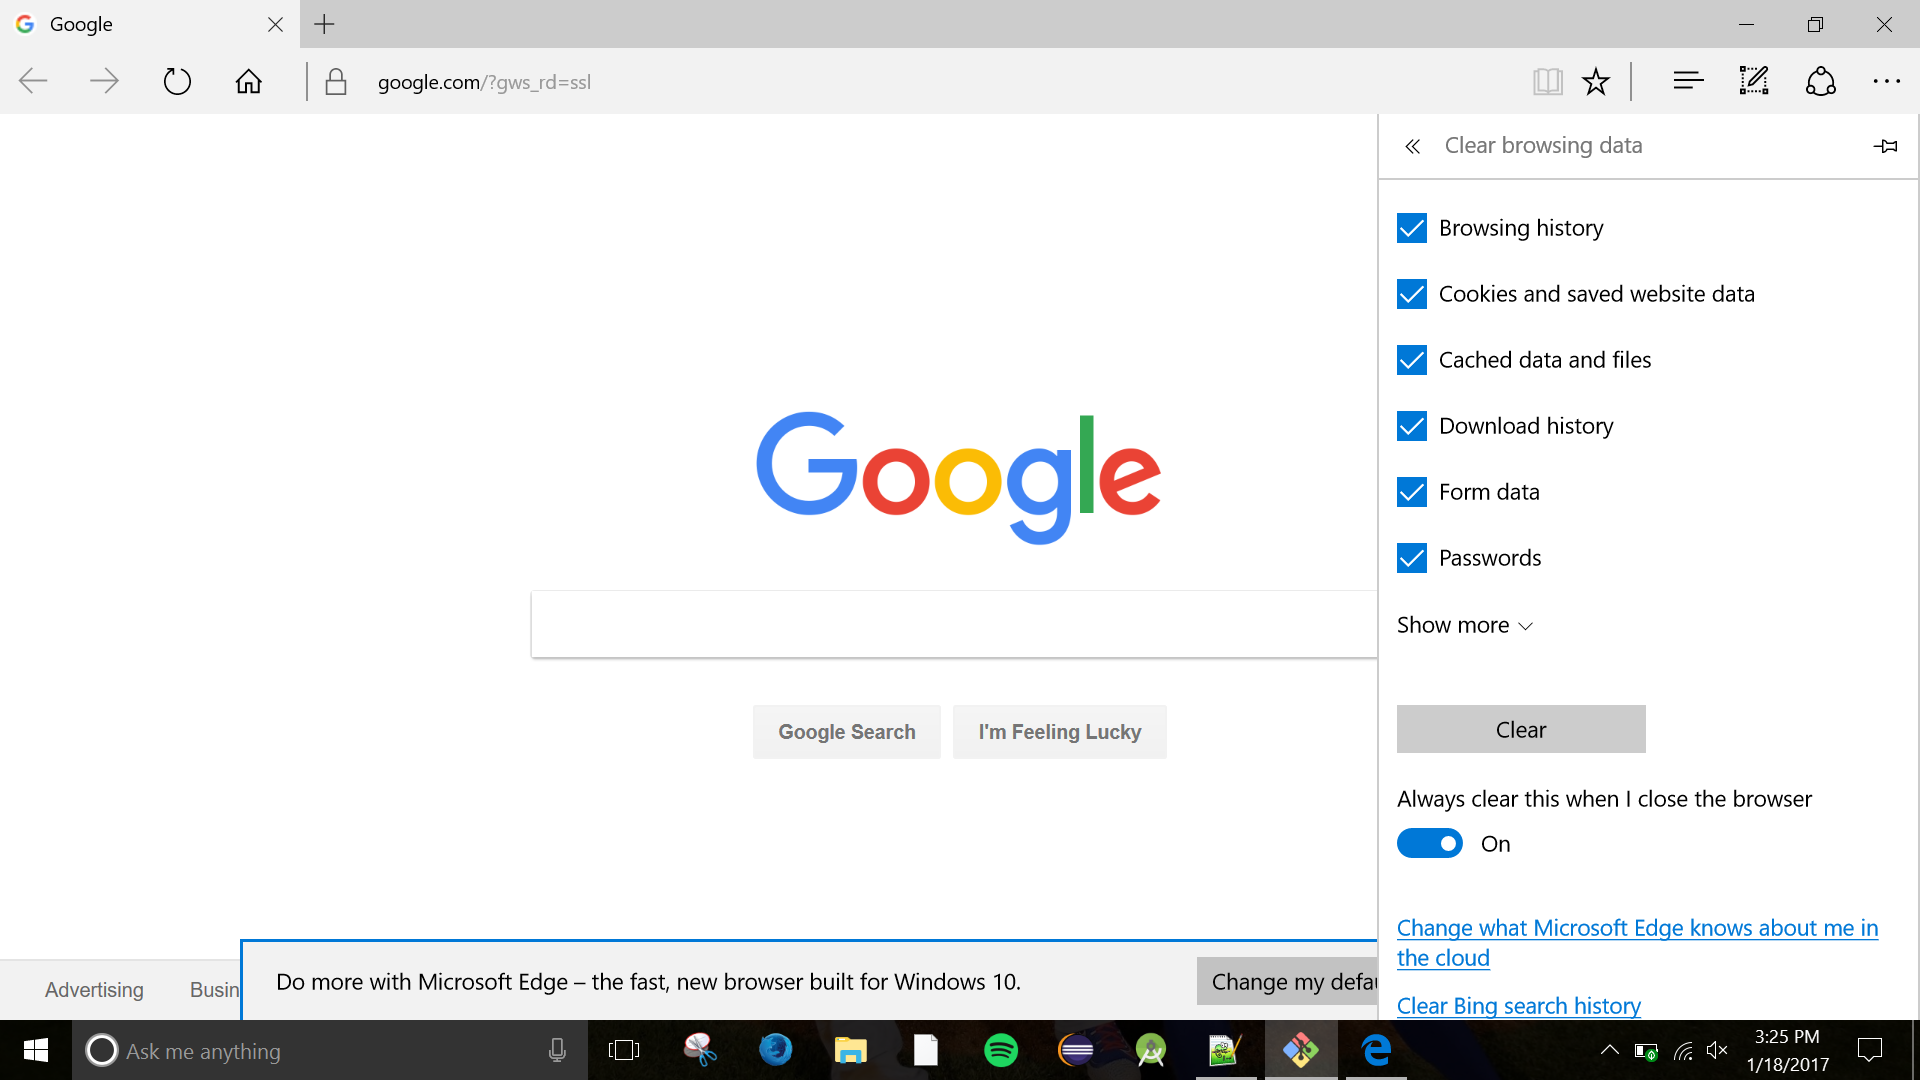 Google
google.com/?gws_rd=ssl
Clear browsing data
Browsing history
Cookies and saved website data
Cached data and files
Download history
Form data
Passwords
Show more
Clear
Always clear this when I close the browser
On
Change what Microsoft Edge knows about me in
the cloud
Clear Bing search history
Google
Google Search
I'm Feeling Lucky
Advertising
Busin
Do more with Microsoft Edge – the fast, new browser built for Windows 10.
Change my defau
Ask me anything
3:25 PM
1/18/2017